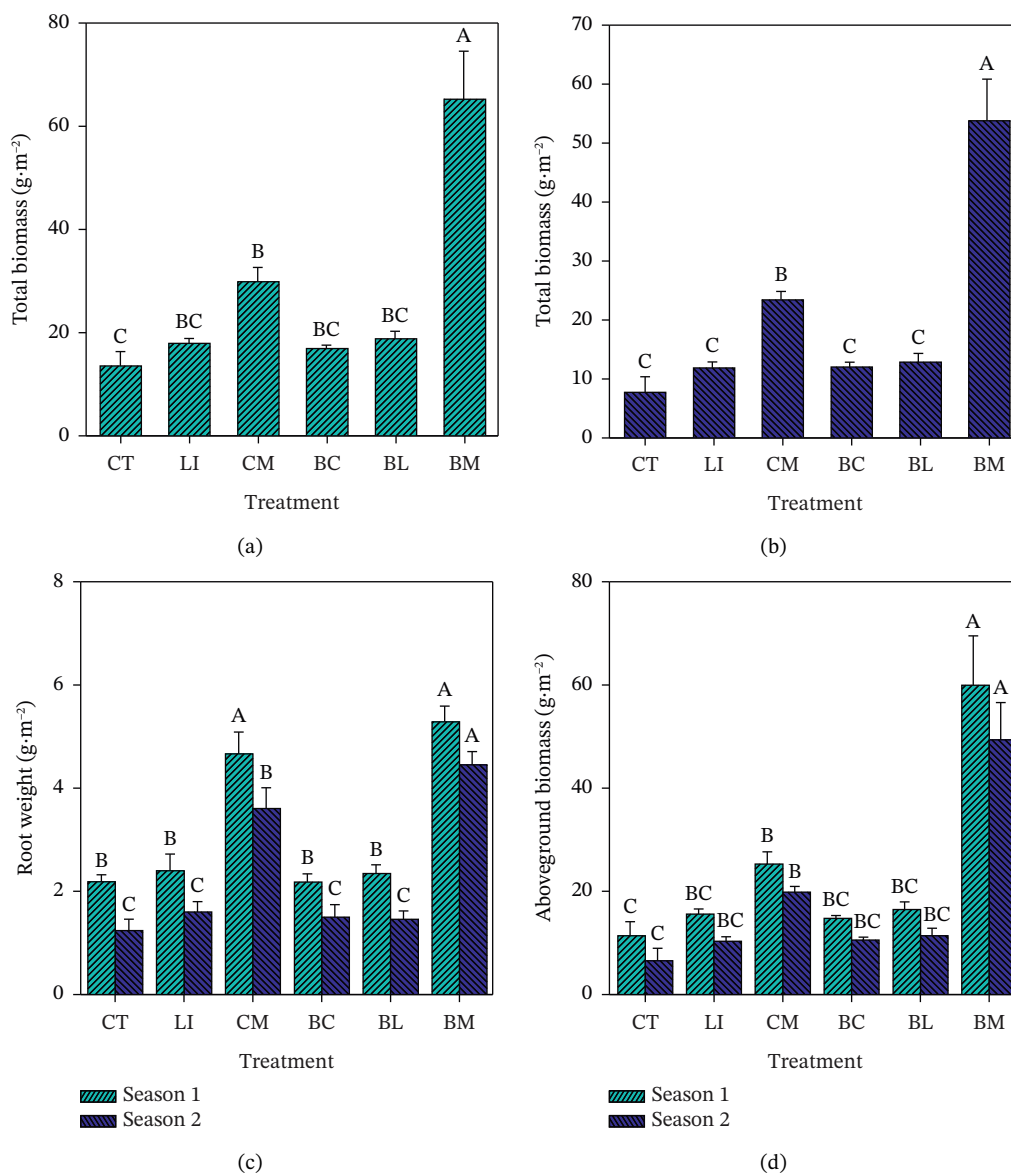 80
60
40
20
0
Total biomass (g·m⁻²)
C
BC
B
BC
BC
A
CT LI CM BC BL BM
Treatment
(a)
70
60
50
40
30
20
10
0
Total biomass (g·m⁻²)
C
C
B
C
C
A
CT LI CM BC BL BM
Treatment
(b)
8
6
4
2
0
Root weight (g·m⁻²)
B
C
B
C
A
B
B
C
B
C
A
A
CT LI CM BC BL BM
Treatment
Season 1
Season 2
(c)
80
60
40
20
0
Aboveground biomass (g·m⁻²)
C
C
BC
BC
B
B
BC
BC
BC
BC
A
A
CT LI CM BC BL BM
Treatment
Season 1
Season 2
(d)